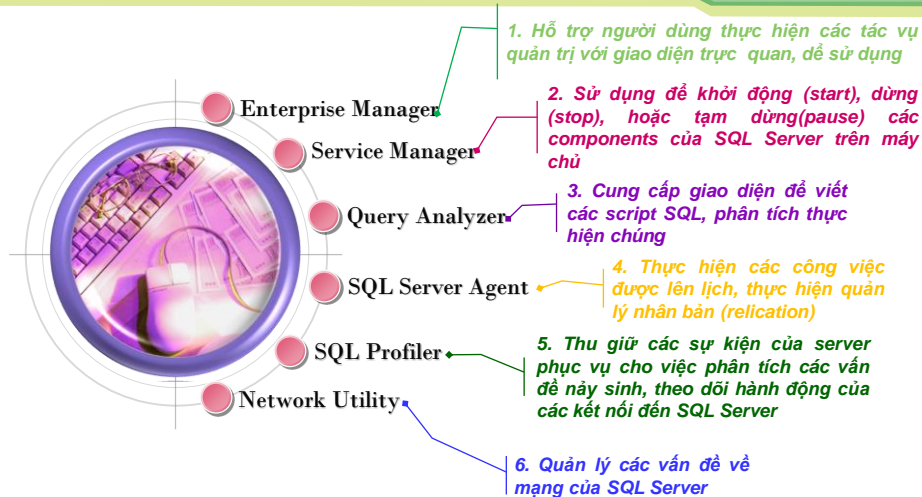 1. Hỗ trợ người dùng thực hiện các tác vụ
quản trị với giao diện trực quan, dể sử dụng
Enterprise Manager
2. Sử dụng để khởi động (start), dừng
(stop), hoặc tạm dừng(pause) các
components của SQL Server trên máy
chủ
Service Manager
3. Cung cấp giao diện để viết
các script SQL, phân tích thực
hiện chúng
Query Analyzer
4. Thực hiện các công việc
được lên lịch, thực hiện quản
lý nhân bản (relication)
SQL Server Agent
5. Thu giữ các sự kiện của server
phục vụ cho việc phân tích các vấn
đề nảy sinh, theo dõi hành động của
các kết nối đến SQL Server
SQL Profiler
Network Utility
6. Quản lý các vấn đề về
mạng của SQL Server